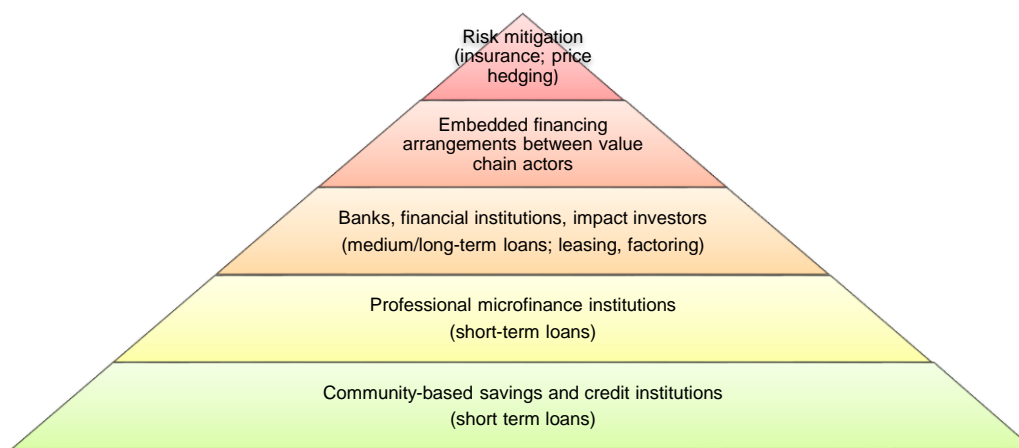 Risk mitigation
(insurance; price
hedging)
Embedded financing
arrangements between value
chain actors
Banks, financial institutions, impact investors
(medium/long-term loans; leasing, factoring)
Professional microfinance institutions
(short-term loans)
Community-based savings and credit institutions
(short term loans)